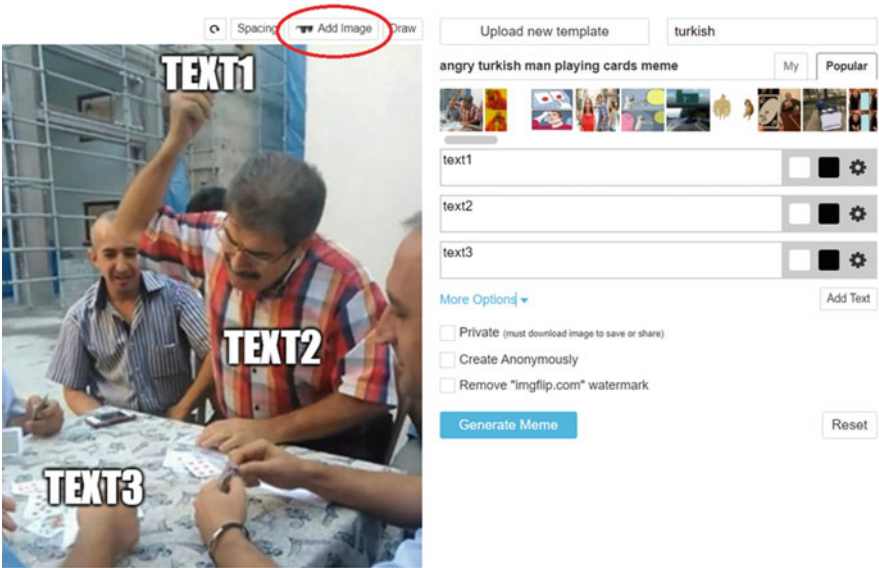 Spacing
Add Image
Draw
Upload new template
turkish
angry turkish man playing cards meme
My
Popular
TEXT1
text1
text2
text3
More Options
Add Text
TEXT2
Private (must download image to save or share)
Create Anonymously
Remove "imgflip.com" watermark
Generate Meme
Reset
TEXT3